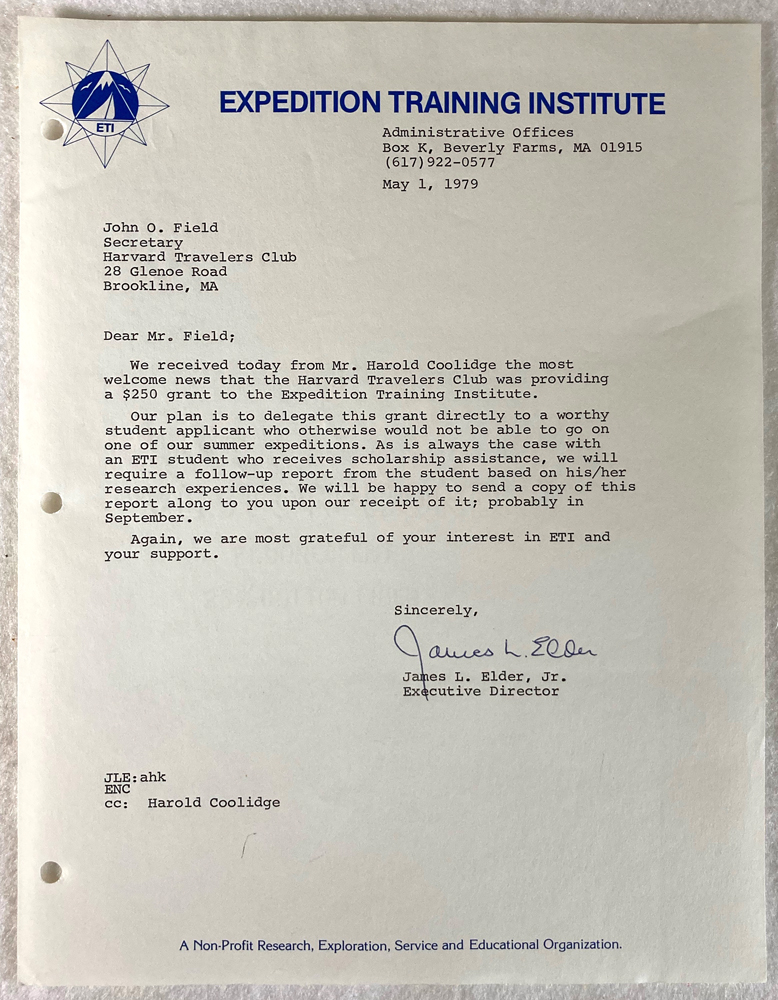 ETI
EXPEDITION TRAINING INSTITUTE
Administrative Offices
Box K, Beverly Farms, MA 01915
(617)922-0577
May 1, 1979
John O. Field
Secretary
Harvard Travelers Club
28 Glenoe Road
Brookline, MA
Dear Mr. Field;
We received today from Mr. Harold Coolidge the most
welcome news that the Harvard Travelers Club was providing
a $250 grant to the Expedition Training Institute.
Our plan is to delegate this grant directly to a worthy
student applicant who otherwise would not be able to go on
one of our summer expeditions. As is always the case with
an ETI student who receives scholarship assistance, we will
require a follow-up report from the student based on his/her
research experiences. We will be happy to send a copy of this
report along to you upon our receipt of it; probably in
September.
Again, we are most grateful of your interest in ETI and
your support.
Sincerely,
James L. Elder
James L. Elder, Jr.
Executive Director
JLE:ahk
ENC
cc: Harold Coolidge
A Non-Profit Research, Exploration, Service and Educational Organization.